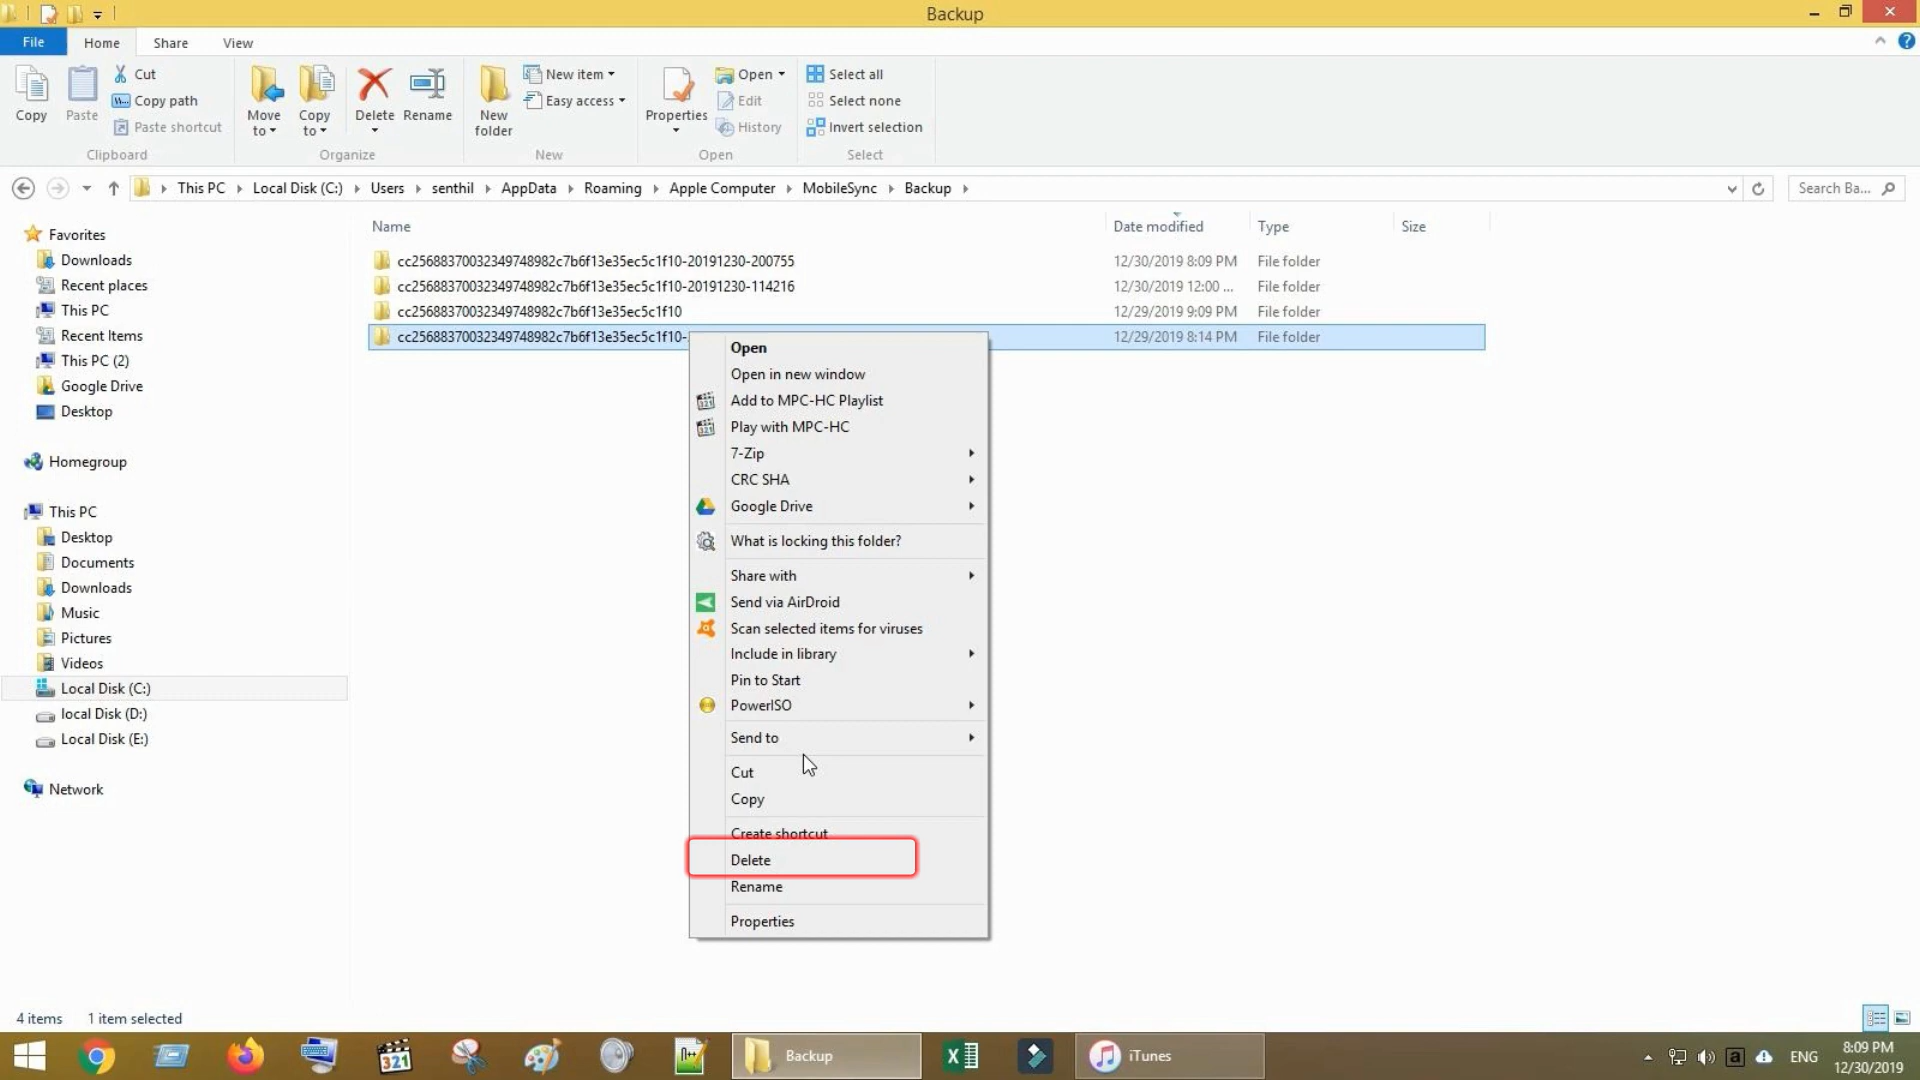 Backup
File
Home
Share
View
Copy
Paste
Cut
Copy path
Paste shortcut
Clipboard
Move to
Copy to
Delete
Rename
Organize
New folder
New item
Easy access
New
Properties
Open
Edit
History
Open
Select all
Select none
Invert selection
Select
This PC
Local Disk (C:)
Users
senthil
AppData
Roaming
Apple Computer
MobileSync
Backup
Search Ba...
Favorites
Downloads
Recent places
This PC
Recent Items
This PC (2)
Google Drive
Desktop
Homegroup
This PC
Desktop
Documents
Downloads
Music
Pictures
Videos
Local Disk (C:)
local Disk (D:)
Local Disk (E:)
Network
Name Date modified Type Size
cc25688370032349748982c7b6f13e35ec5c1f10-20191230-200755 12/30/2019 8:09 PM File folder
cc25688370032349748982c7b6f13e35ec5c1f10-20191230-114216 12/30/2019 12:00 ... File folder
cc25688370032349748982c7b6f13e35ec5c1f10 12/29/2019 9:09 PM File folder
cc25688370032349748982c7b6f13e35ec5c1f10- 12/29/2019 8:14 PM File folder
Open
Open in new window
Add to MPC-HC Playlist
Play with MPC-HC
7-Zip
CRC SHA
Google Drive
What is locking this folder?
Share with
Send via AirDroid
Scan selected items for viruses
Include in library
Pin to Start
PowerISO
Send to
Cut
Copy
Create shortcut
Delete
Rename
Properties
4 items 1 item selected
321
n++
Backup
X
iTunes
a
ENG
8:09 PM
12/30/2019